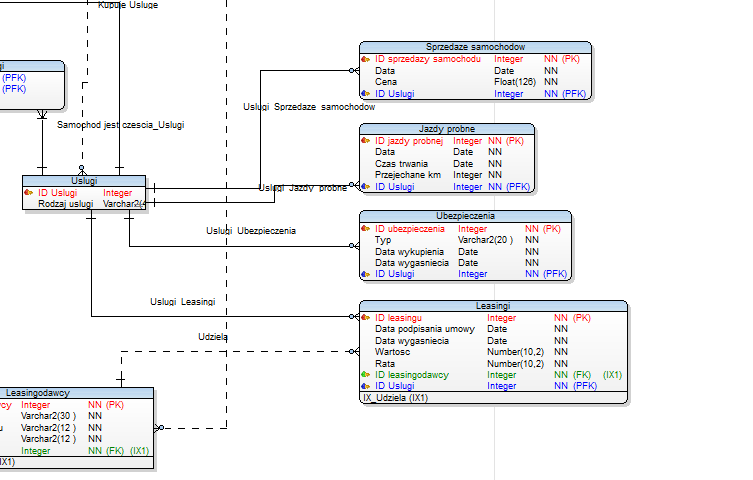 Kupuje Usluge
Sprzedaze samochodow
ID sprzedazy samochodu Integer NN (PK)
Data Date NN
Cena Float(126) NN
ID Uslugi Integer NN (PFK)
gi
(PFK)
(PFK)
Uslugi Sprzedaze samochodow
Samochod jest czescia_Uslugi
Jazdy probne
ID jazdy probnej Integer NN (PK)
Data Date NN
Czas trwania Date NN
Przejechane km Integer NN
ID Uslugi Integer NN (PFK)
Uslugi
ID Uslugi Integer
Rodzaj uslugi Varchar2(4
Uslugi Jazdy probne
Ubezpieczenia
ID ubezpieczenia Integer NN (PK)
Typ Varchar2(20 ) NN
Data wykupienia Date NN
Data wygasniecia Date NN
ID Uslugi Integer NN (PFK)
Uslugi Ubezpieczenia
Uslugi Leasingi
Leasingi
ID leasingu Integer NN (PK)
Data podpisania umowy Date NN
Data wygasniecia Date NN
Wartosc Number(10,2) NN
Rata Number(10,2) NN
ID leasingodawcy Integer NN (FK) (IX1)
ID Uslugi Integer NN (PFK)
IX_Udziela (IX1)
Udziela
Leasingodawcy
wcy Integer NN (PK)
Varchar2(30 ) NN
u Varchar2(12 ) NN
Varchar2(12 ) NN
Integer NN (FK) (IX1)
IX1)